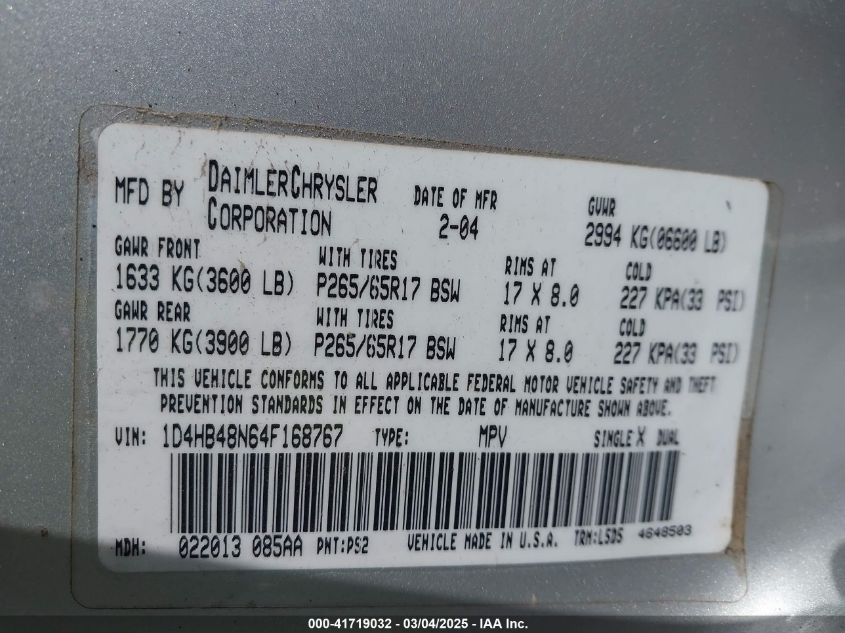 MFD BY DAIMLERCHRYSLER CORPORATION DATE OF MFR 2-04 GVWR 2994 KG(06600 LB)
GAWR FRONT WITH TIRES RIMS AT COLD
1633 KG(3600 LB) P265/65R17 BSW 17 X 8.0 227 KPA(33 PSI)
GAWR REAR WITH TIRES RIMS AT COLD
1770 KG(3900 LB) P265/65R17 BSW 17 X 8.0 227 KPA(33 PSI)
THIS VEHICLE CONFORMS TO ALL APPLICABLE FEDERAL MOTOR VEHICLE SAFETY AND THEFT
PREVENTION STANDARDS IN EFFECT ON THE DATE OF MANUFACTURE SHOWN ABOVE.
VIN: 1D4HB48N64F168767 TYPE: MPV SINGLE X DUAL
MDH: 022013 085AA PNT:PS2 VEHICLE MADE IN U.S.A. TRM:L5D5 4648503
000-41719032 - 03/04/2025 - IAA Inc.